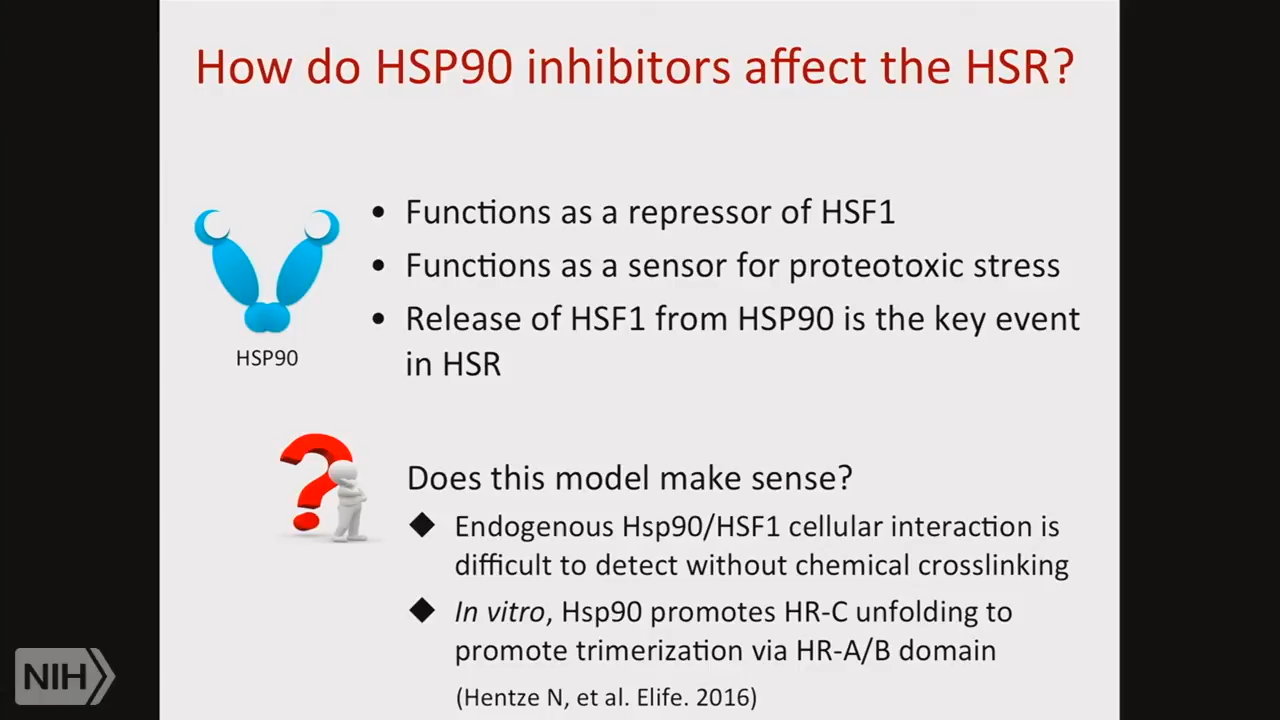 How do HSP90 inhibitors affect the HSR?
• Functions as a repressor of HSF1
• Functions as a sensor for proteotoxic stress
• Release of HSF1 from HSP90 is the key event
in HSR
HSP90
Does this model make sense?
◆ Endogenous Hsp90/HSF1 cellular interaction is
difficult to detect without chemical crosslinking
◆ In vitro, Hsp90 promotes HR-C unfolding to
promote trimerization via HR-A/B domain
(Hentze N, et al. Elife. 2016)
NIH